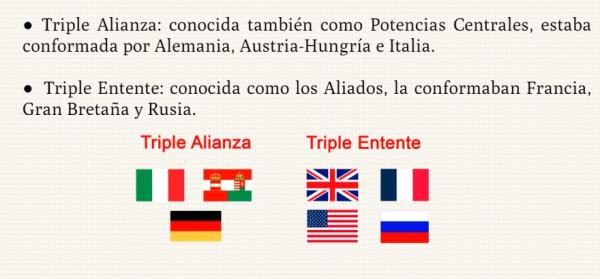 ● Triple Alianza: conocida también como Potencias Centrales, estaba
conformada por Alemania, Austria-Hungría e Italia.
● Triple Entente: conocida como los Aliados, la conformaban Francia,
Gran Bretaña y Rusia.
Triple Alianza
Triple Entente